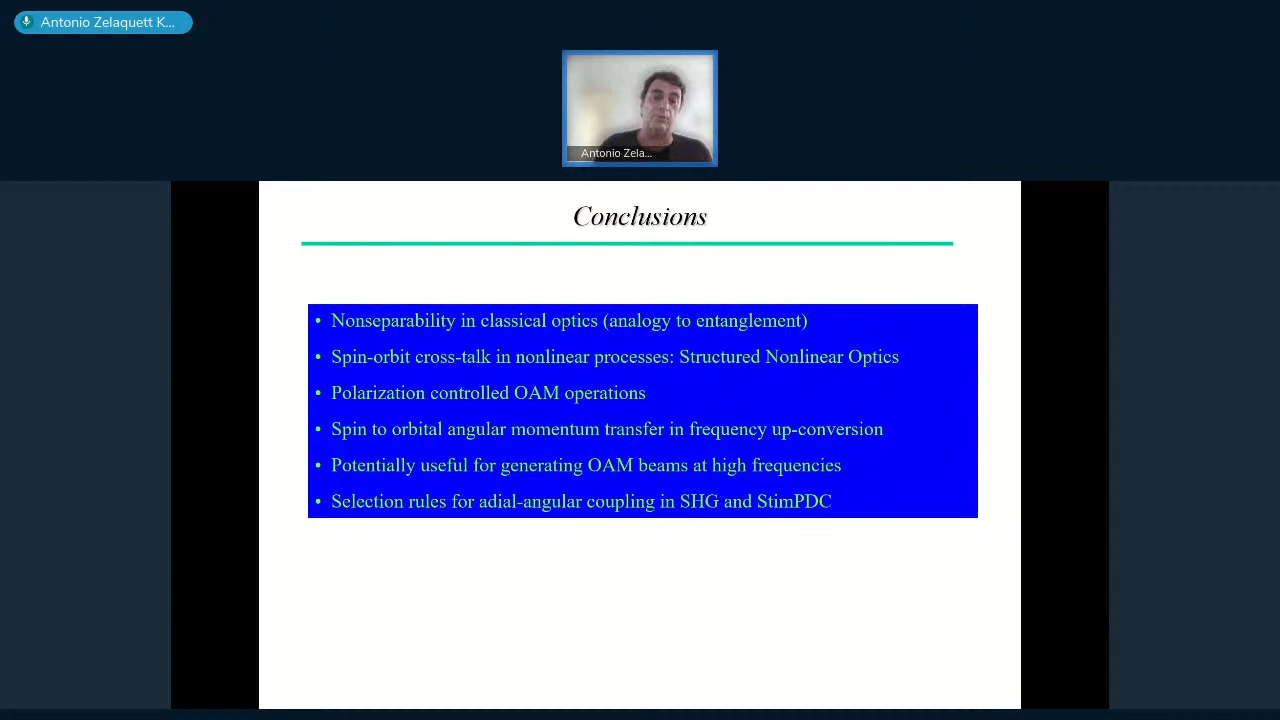 Antonio Zelaquett K...
Antonio Zela...
Conclusions
• Nonseparability in classical optics (analogy to entanglement)
• Spin-orbit cross-talk in nonlinear processes: Structured Nonlinear Optics
• Polarization controlled OAM operations
• Spin to orbital angular momentum transfer in frequency up-conversion
• Potentially useful for generating OAM beams at high frequencies
• Selection rules for adial-angular coupling in SHG and StimPDC